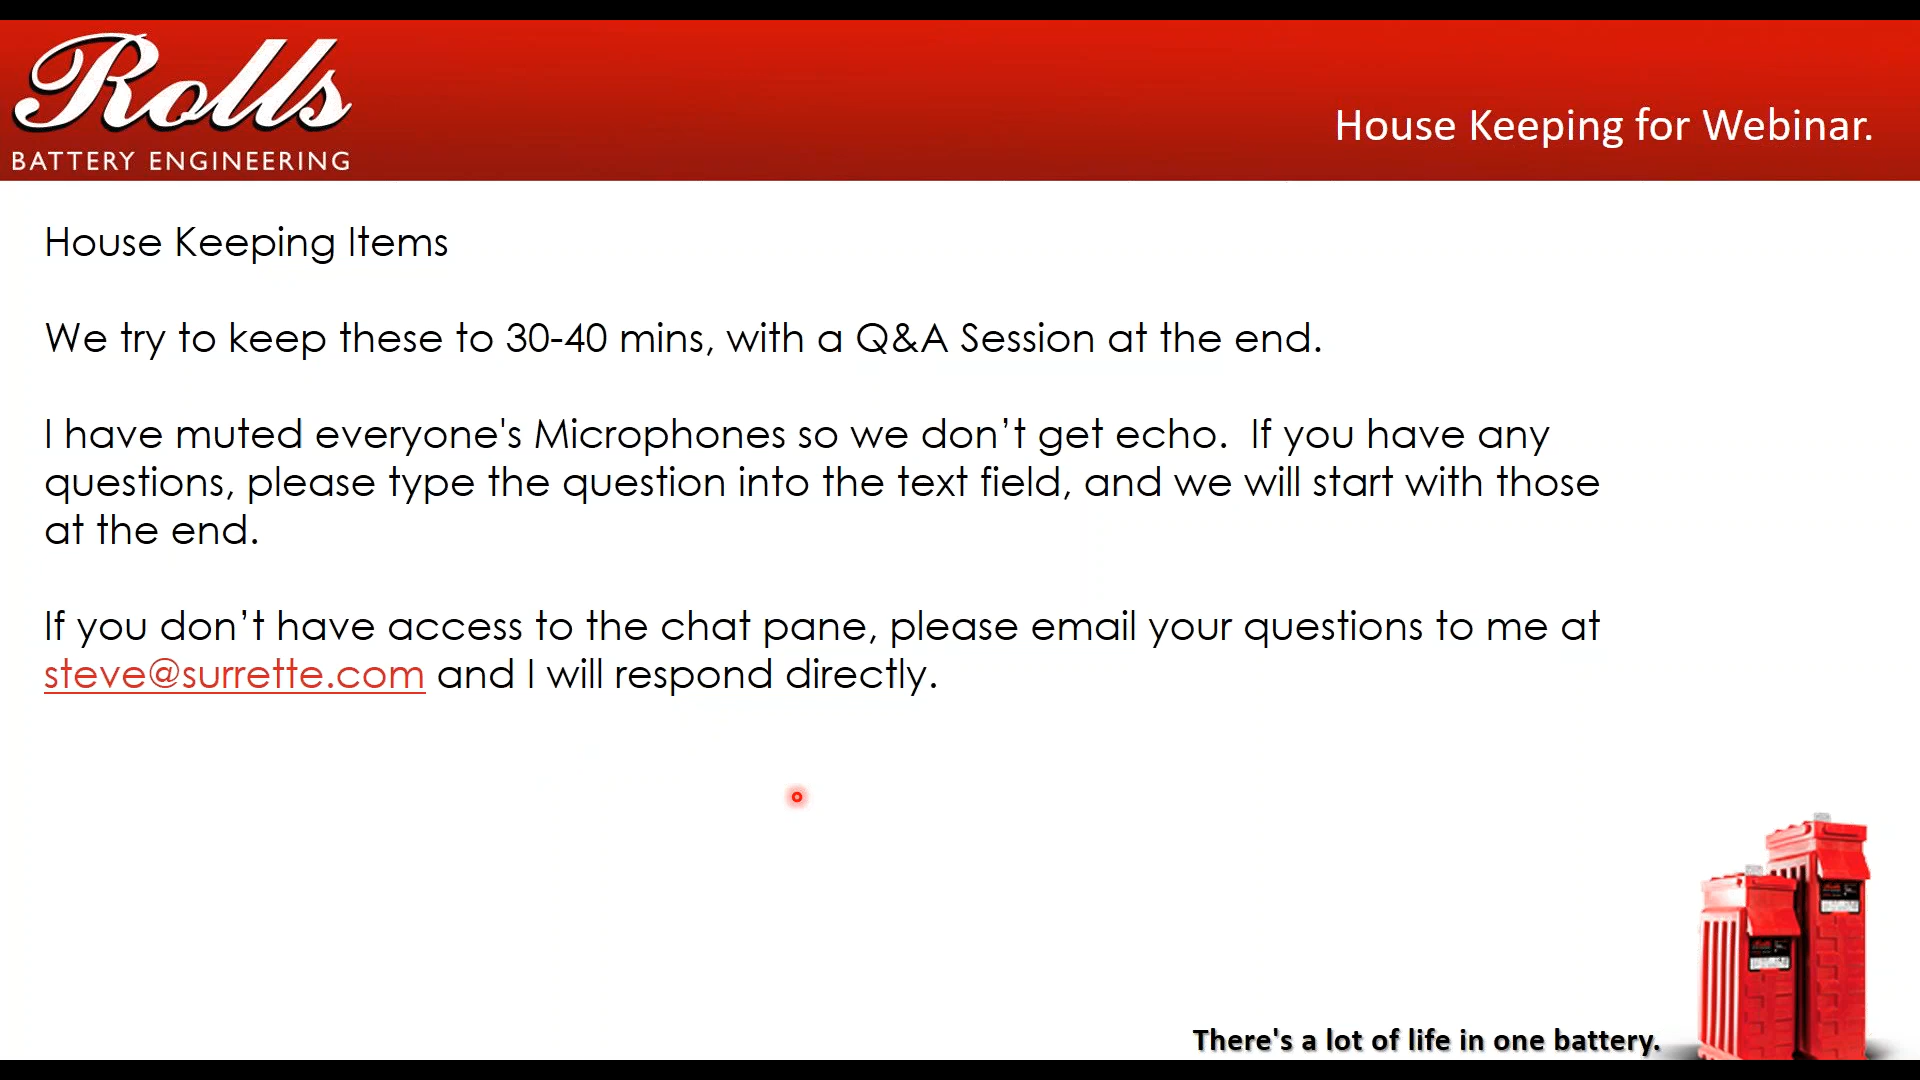 Rolls
BATTERY ENGINEERING
House Keeping for Webinar.
House Keeping Items
We try to keep these to 30-40 mins, with a Q&A Session at the end.
I have muted everyone's Microphones so we don’t get echo.  If you have any
questions, please type the question into the text field, and we will start with those
at the end.
If you don’t have access to the chat pane, please email your questions to me at
steve@surrette.com and I will respond directly.
There's a lot of life in one battery.
Rolls
Rolls